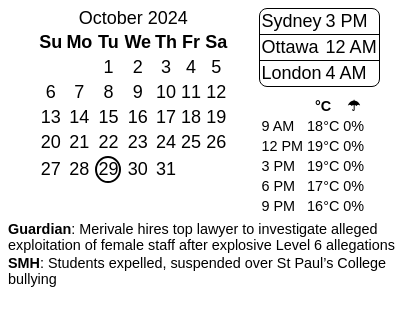 October 2024
Su Mo Tu We Th Fr Sa
1 2 3 4 5
6 7 8 9 10 11 12
13 14 15 16 17 18 19
20 21 22 23 24 25 26
27 28 29 30 31
Sydney 3 PM
Ottawa 12 AM
London 4 AM
°C ☂
9 AM 18°C 0%
12 PM 19°C 0%
3 PM 19°C 0%
6 PM 17°C 0%
9 PM 16°C 0%
Guardian: Merivale hires top lawyer to investigate alleged
exploitation of female staff after explosive Level 6 allegations
SMH: Students expelled, suspended over St Paul’s College
bullying